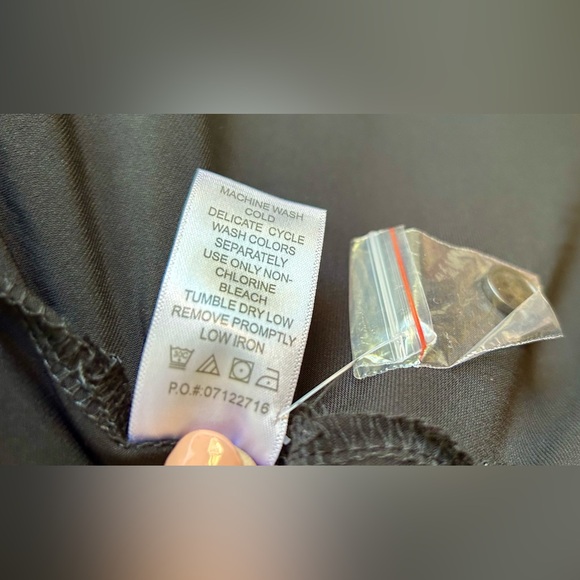 MACHINE WASH
COLD
DELICATE CYCLE
WASH COLORS
SEPARATELY
USE ONLY NON-
CHLORINE
BLEACH
TUMBLE DRY LOW
REMOVE PROMPTLY
LOW IRON
P.O.#:07122716